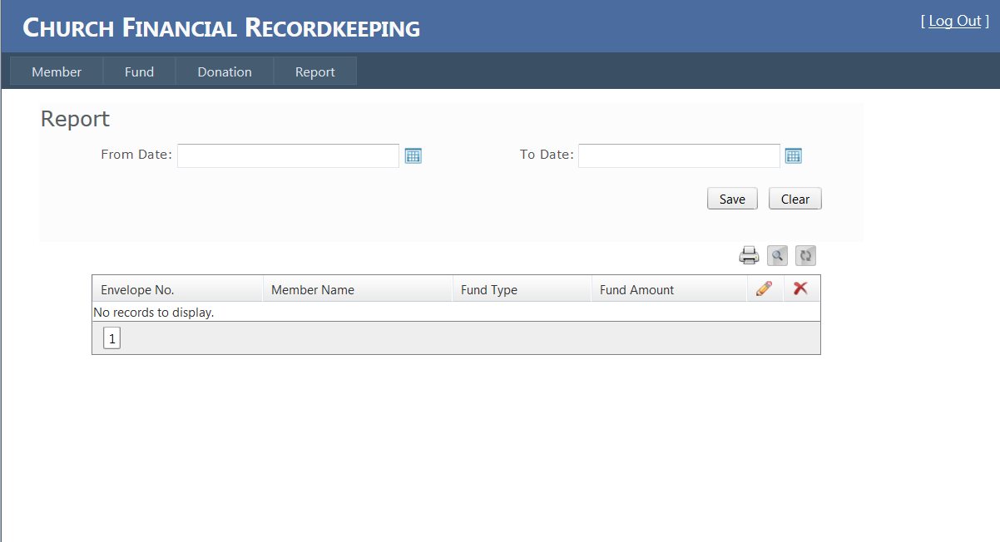 CHURCH FINANCIAL RECORDKEEPING
[ Log Out ]
Member Fund Donation Report
Report
From Date: To Date:
Save Clear
Envelope No. Member Name Fund Type Fund Amount
No records to display.
1